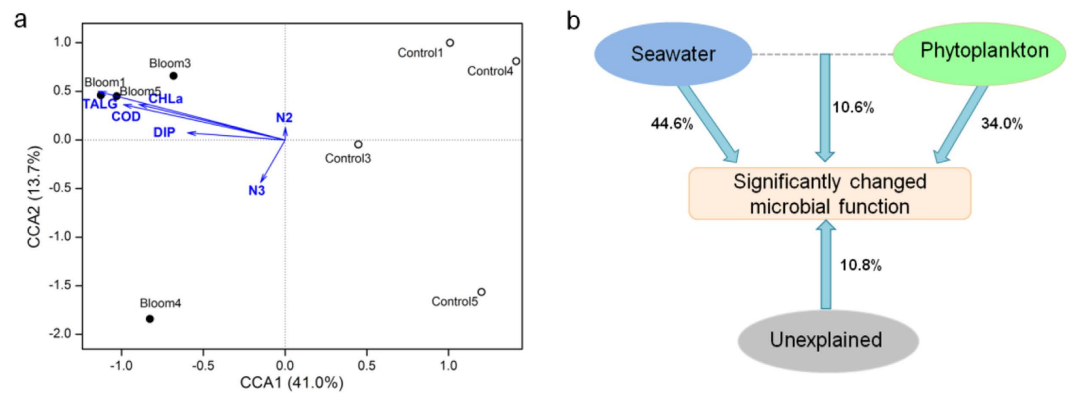 a
1.0
0.5
0.0
-0.5
-1.0
-1.5
-2.0
CCA2 (13.7%)
-1.0
-0.5
0.0
0.5
1.0
CCA1 (41.0%)
Control1
Control4
Bloom3
Bloom1
Bloom5
TALG
CHLa
COD
DIP
N2
Control3
N3
Control5
Bloom4
b
Seawater
Phytoplankton
44.6%
10.6%
34.0%
Significantly changed
microbial function
10.8%
Unexplained